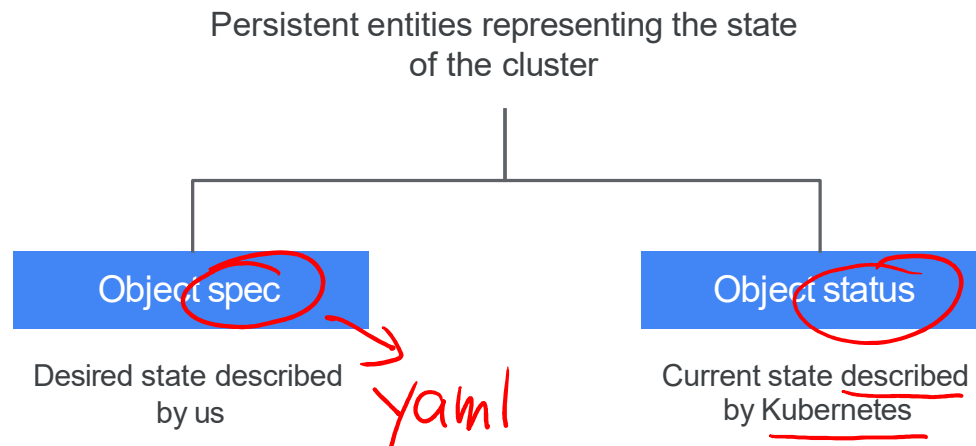 Persistent entities representing the state
of the cluster
Object spec
Object status
Desired state described
by us
yaml
Current state described
by Kubernetes